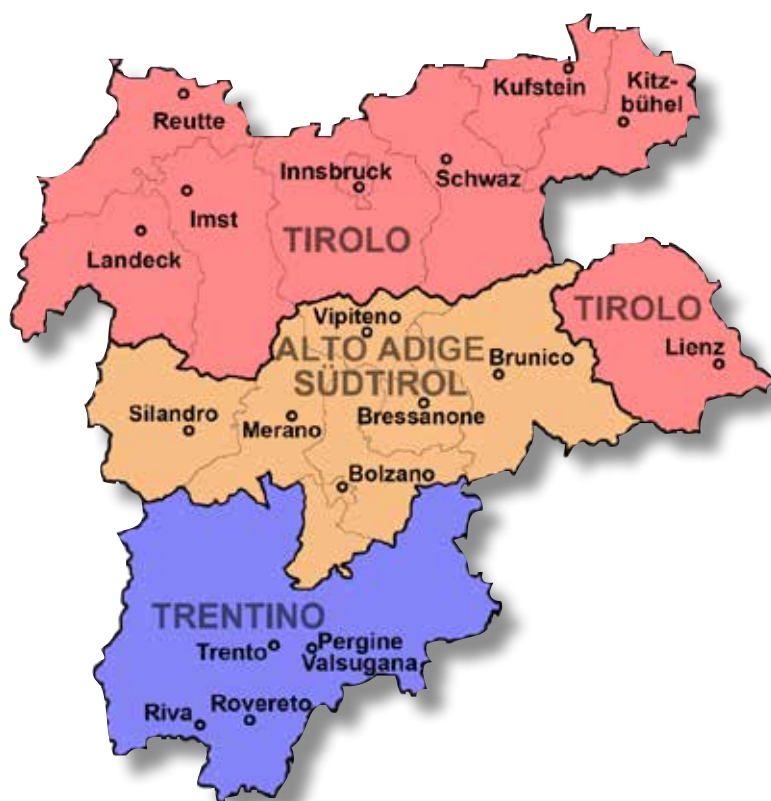 Kufstein
Kitz-
bühel
Reutte
Innsbruck
Schwaz
Imst
Landeck
TIROLO
TIROLO
Vipiteno
ALTO ADIGE
SÜDTIROL
Brunico
Lienz
Silandro
Merano
Bressanone
Bolzano
TRENTINO
Trento
Pergine
Valsugana
Riva
Rovereto